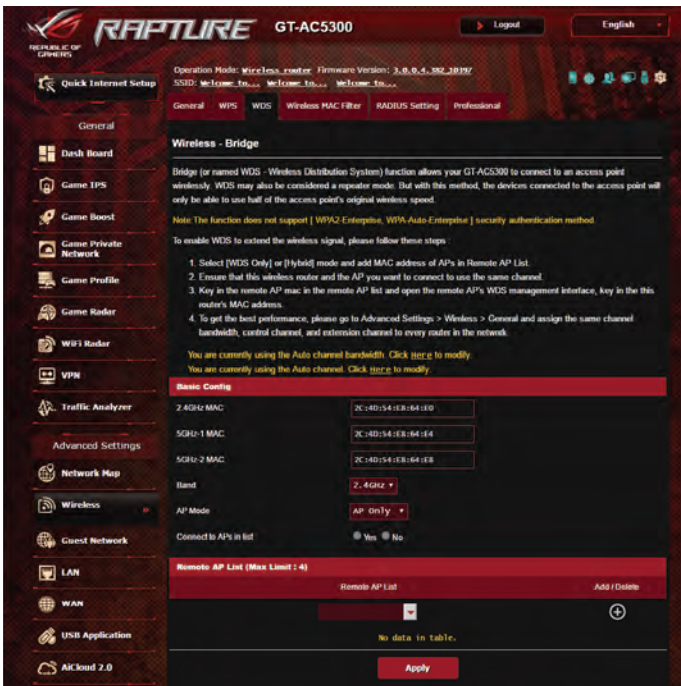 REPUBLIC OF
GAMERS
RAPTURE GT-AC5300 Logout English
Quick Internet Setup
Operation Mode: Wireless router Firmware Version: 3.0.0.4.382_10197
SSID: Welcome to... Welcome to... Welcome to...
General WPS WDS Wireless MAC Filter RADIUS Setting Professional
General
Dash Board
Game IPS
Game Boost
Game Private
Network
Game Profile
Game Radar
WiFi Radar
VPN
Traffic Analyzer
Advanced Settings
Network Map
Wireless
Guest Network
LAN
WAN
USB Application
AiCloud 2.0
Wireless - Bridge
Bridge (or named WDS - Wireless Distribution System) function allows your GT-AC5300 to connect to an access point
wirelessly. WDS may also be considered a repeater mode. But with this method, the devices connected to the access point will
only be able to use half of the access point's original wireless speed.
Note:The function does not support [ WPA2-Enterprise, WPA-Auto-Enterprise ] security authentication method.
To enable WDS to extend the wireless signal, please follow these steps :
1. Select [WDS Only] or [Hybrid] mode and add MAC address of APs in Remote AP List.
2. Ensure that this wireless router and the AP you want to connect to use the same channel.
3. Key in the remote AP mac in the remote AP list and open the remote AP's WDS management interface, key in the this
router's MAC address.
4. To get the best performance, please go to Advanced Settings > Wireless > General and assign the same channel
bandwidth, control channel, and extension channel to every router in the network.
You are currently using the Auto channel bandwidth. Click Here to modify.
You are currently using the Auto channel. Click Here to modify.
Basic Config
2.4GHz MAC 2C:4D:54:E8:64:E0
5GHz-1 MAC 2C:4D:54:E8:64:E4
5GHz-2 MAC 2C:4D:54:E8:64:E8
Band 2.4GHz
AP Mode AP Only
Connect to APs in list Yes No
Remote AP List (Max Limit : 4)
Remote AP List Add / Delete
No data in table.
Apply